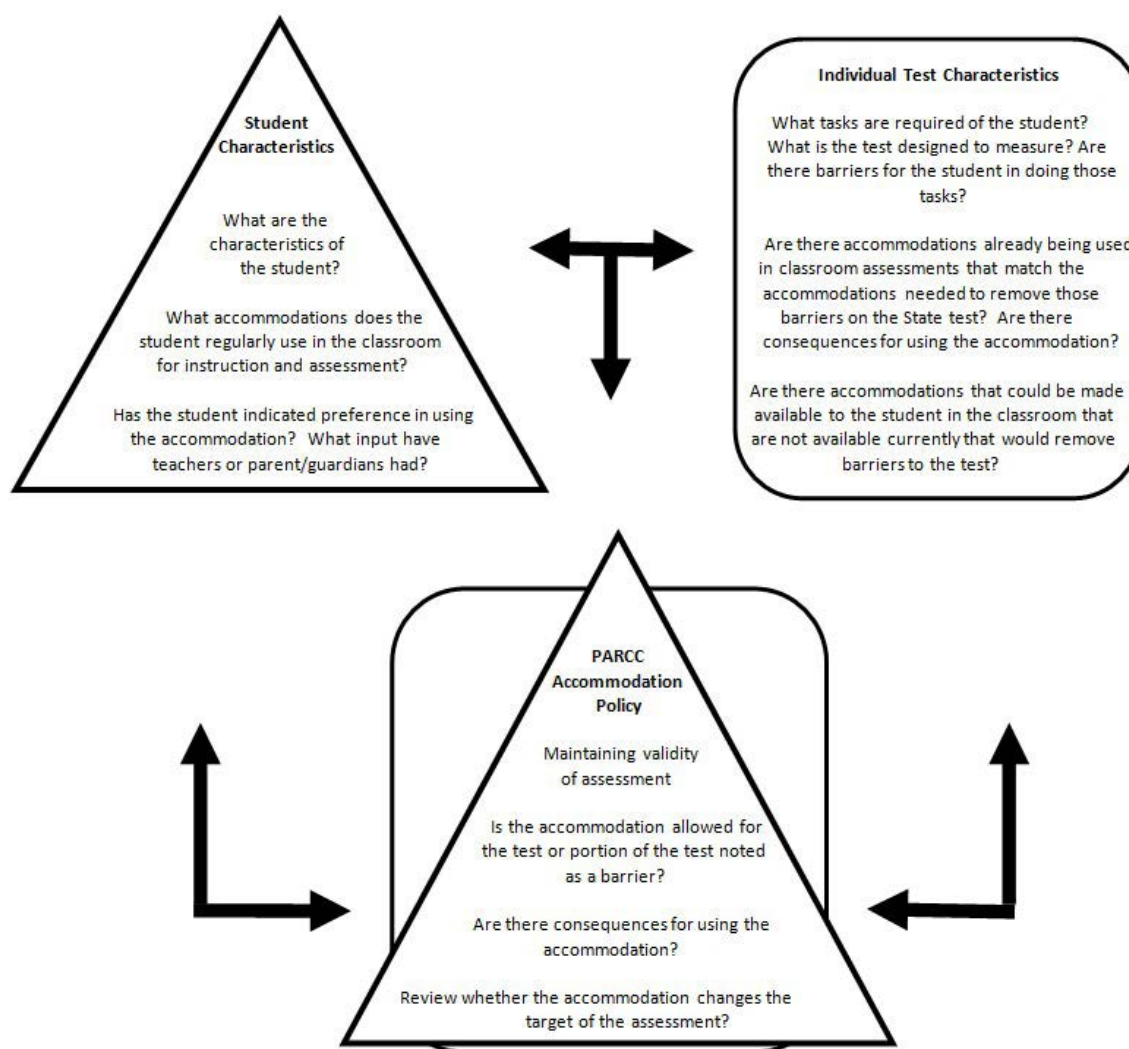 Student
Characteristics
What are the
characteristics of
the student?
What accommodations does the
student regularly use in the classroom
for instruction and assessment?
Has the student indicated preference in using
the accommodation? What input have
teachers or parent/guardians had?
Individual Test Characteristics
What tasks are required of the student?
What is the test designed to measure? Are
there barriers for the student in doing those
tasks?
Are there accommodations already being used
in classroom assessments that match the
accommodations needed to remove those
barriers on the State test? Are there
consequences for using the accommodation?
Are there accommodations that could be made
available to the student in the classroom that
are not available currently that would remove
barriers to the test?
PARCC
Accommodation
Policy
Maintaining validity
of assessment
Is the accommodation allowed for
the test or portion of the test noted
as a barrier?
Are there consequences for using the
accommodation?
Review whether the accommodation changes the
target of the assessment?